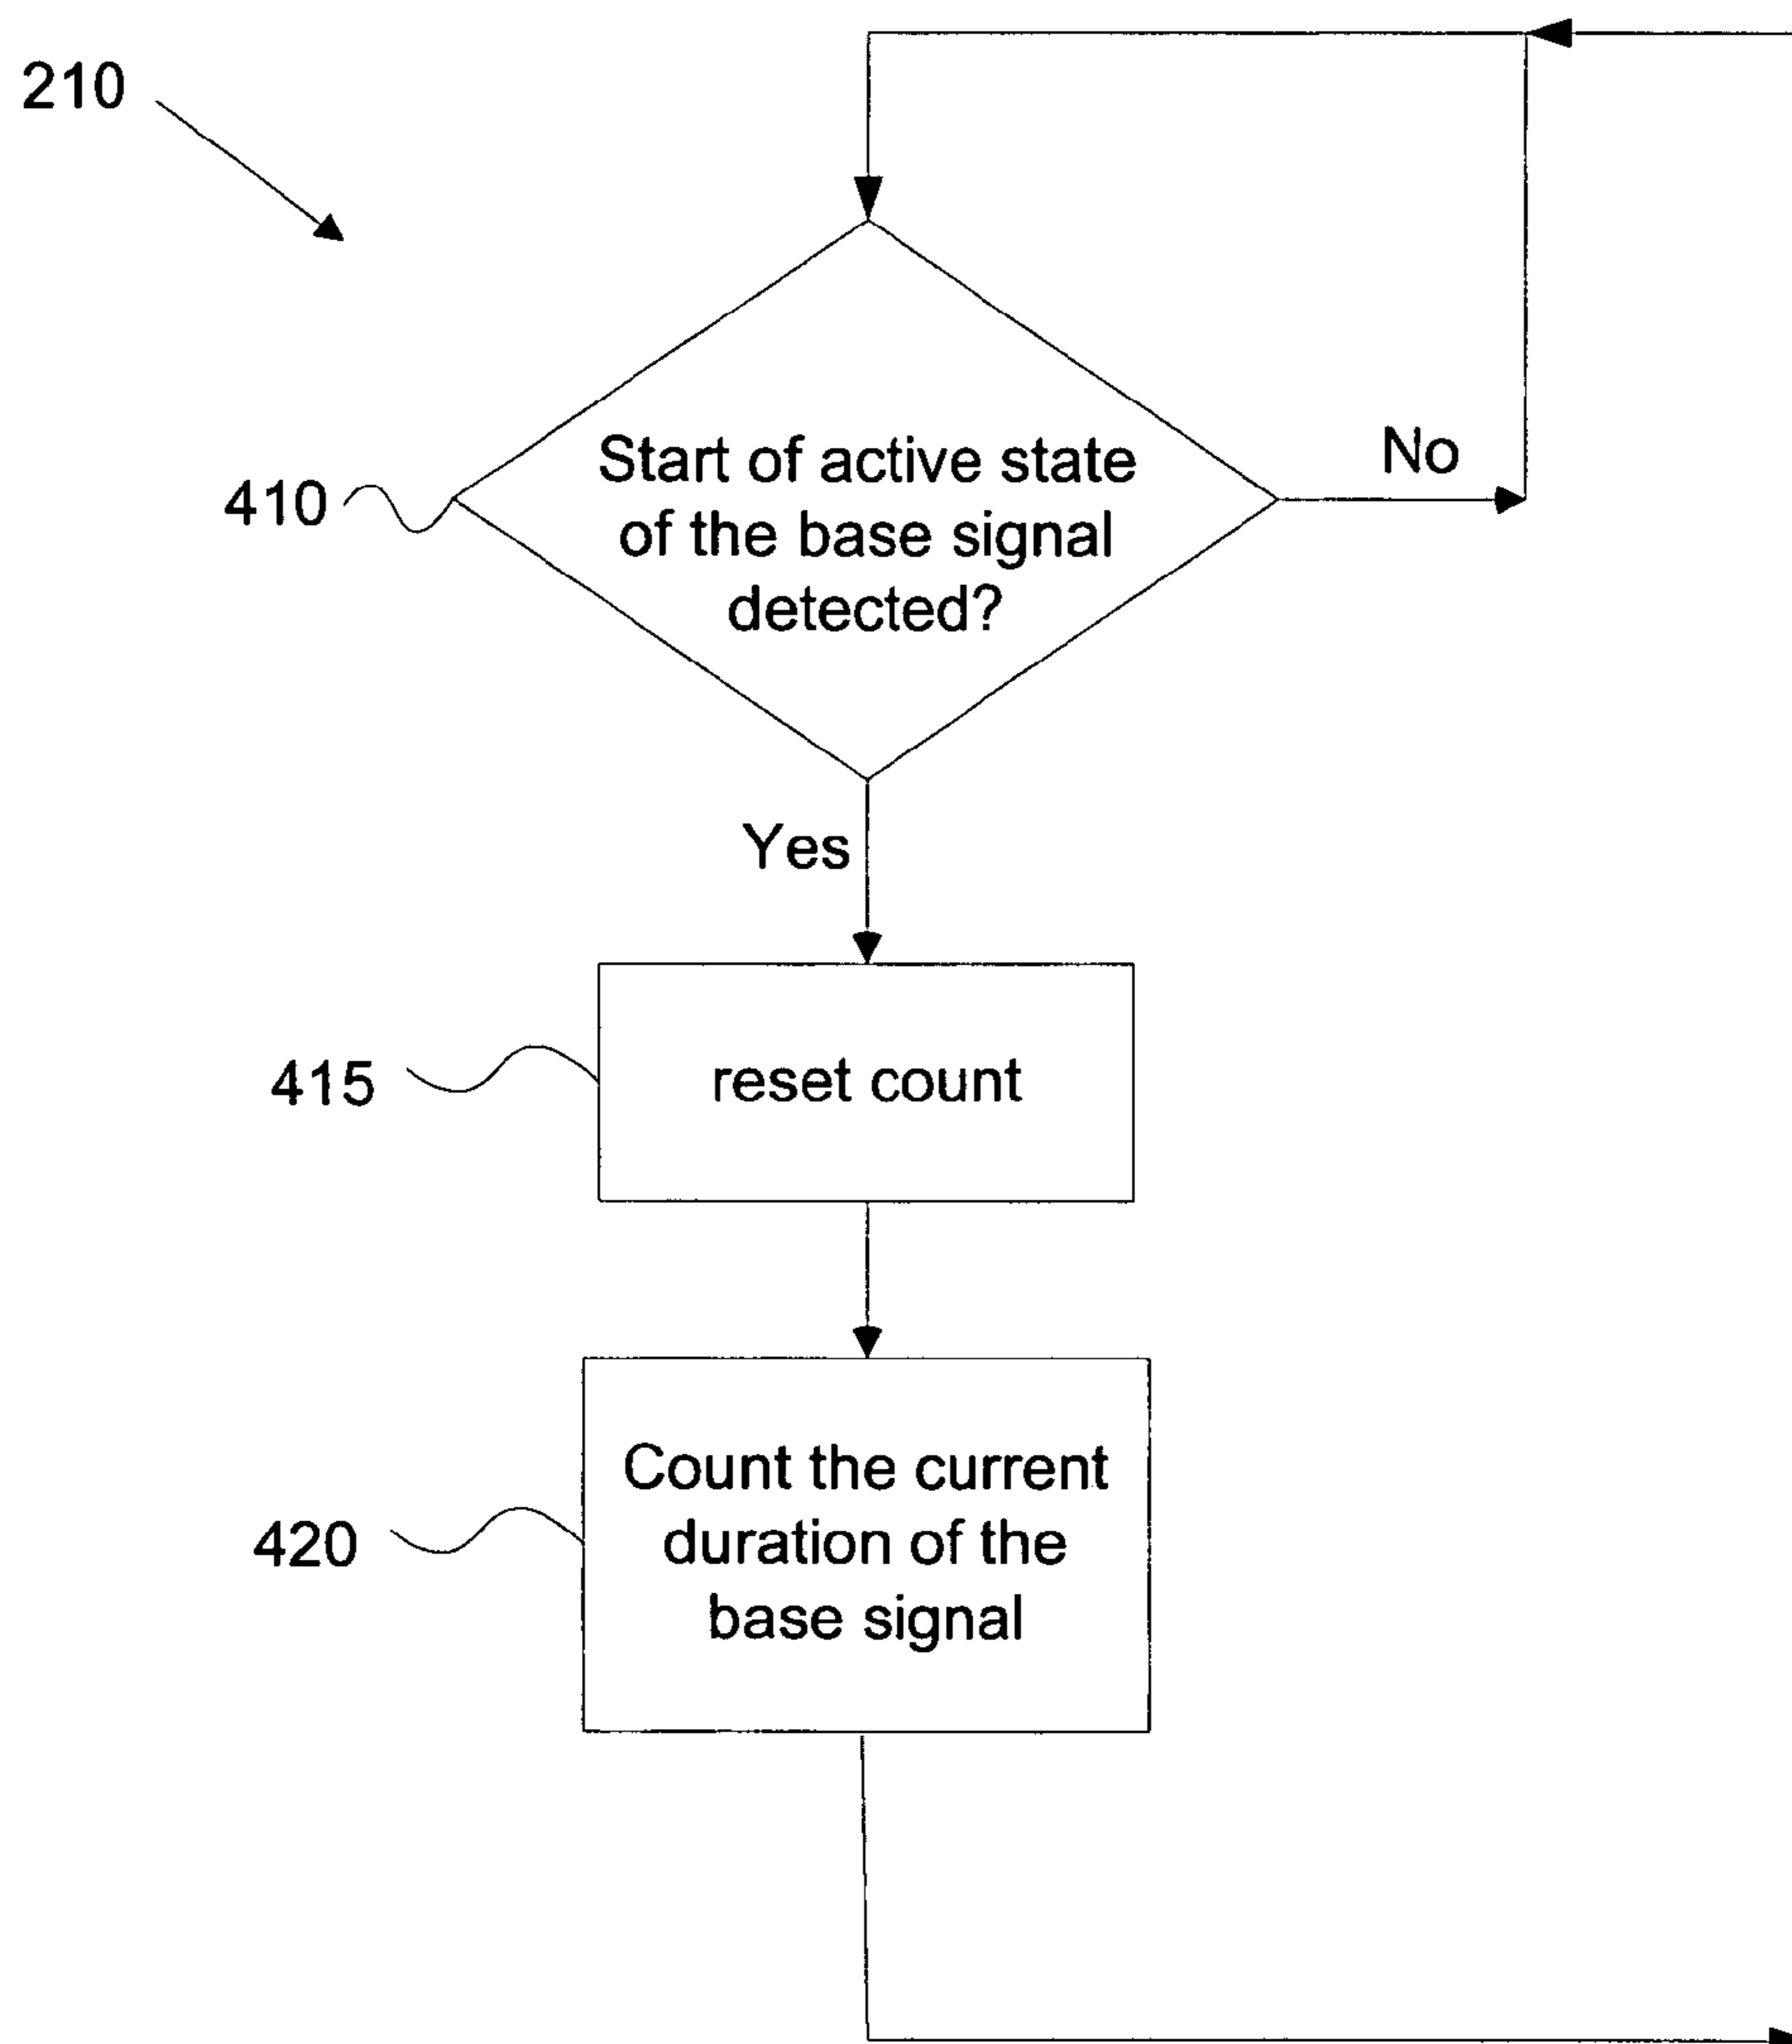 210
410
Start of active state
of the base signal
detected?
No
Yes
415
reset count
420
Count the current
duration of the
base signal